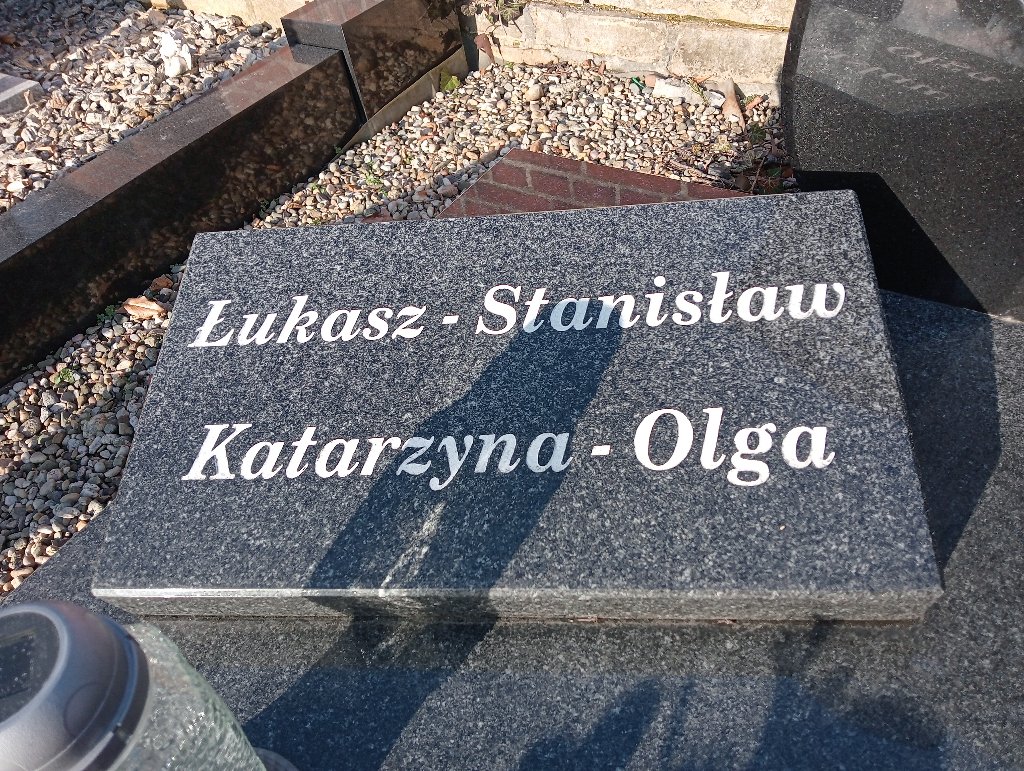 Łukasz - Stanisław
Katarzyna - Olga